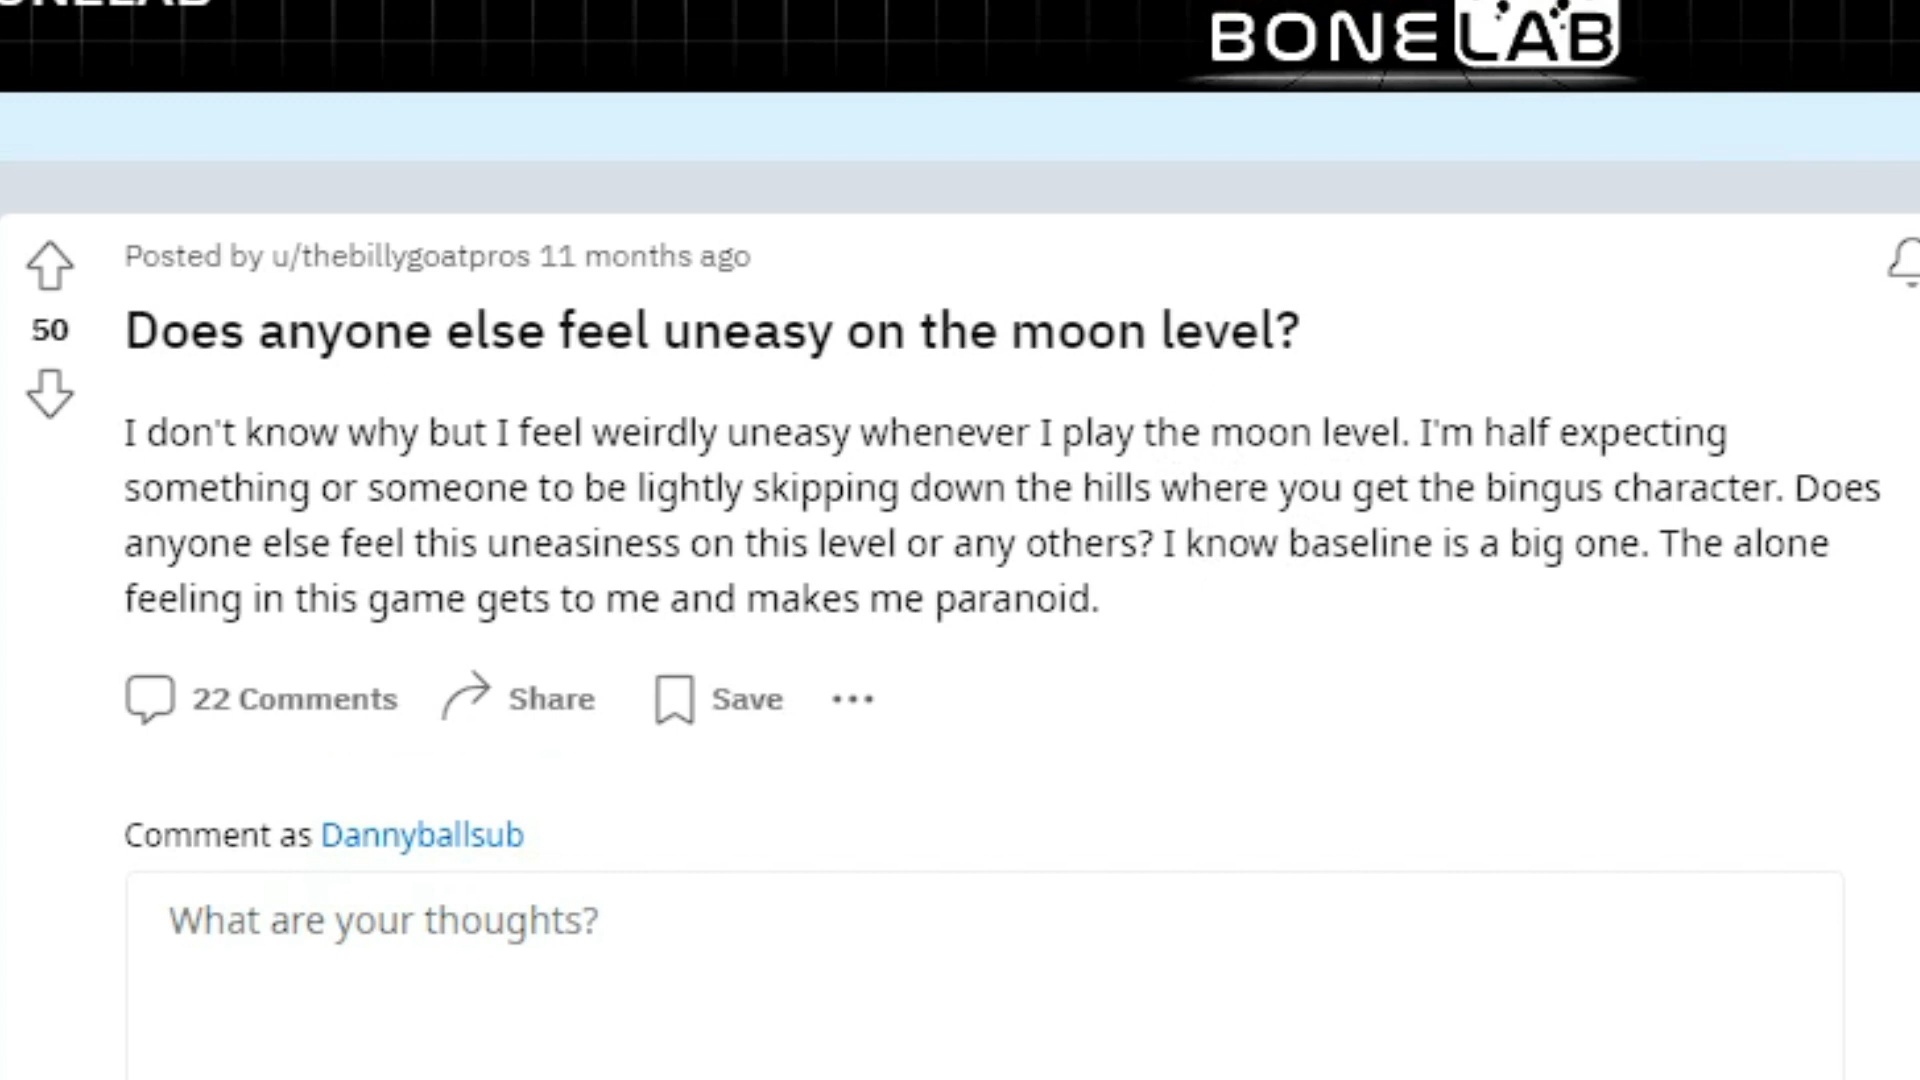 BONELAB
Posted by u/thebillygoatpros 11 months ago
50
Does anyone else feel uneasy on the moon level?
I don't know why but I feel weirdly uneasy whenever I play the moon level. I'm half expecting
something or someone to be lightly skipping down the hills where you get the bingus character. Does
anyone else feel this uneasiness on this level or any others? I know baseline is a big one. The alone
feeling in this game gets to me and makes me paranoid.
22 Comments Share Save
Comment as Dannyballsub
What are your thoughts?